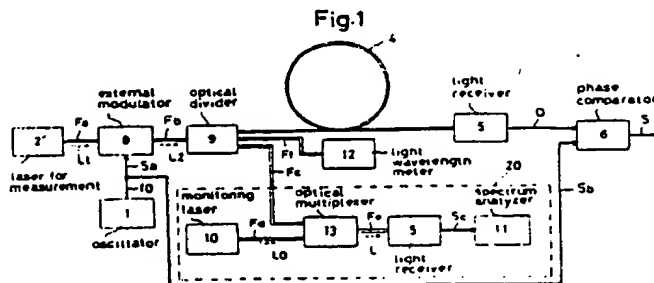 Fig.1
4
external modulator
optical divider
light receiver
phase comparator
Fa
Fb
O
S
2'
8
9
5
6
L1
L2
Sa
Ff
12
laser for measurement
f0
Fc
light wavelength meter
20
Sb
1
oscillator
monitoring laser
optical multiplexer
spectrum analyzer
Fd
Fe
Sc
10
13
5
11
L0
L
light receiver